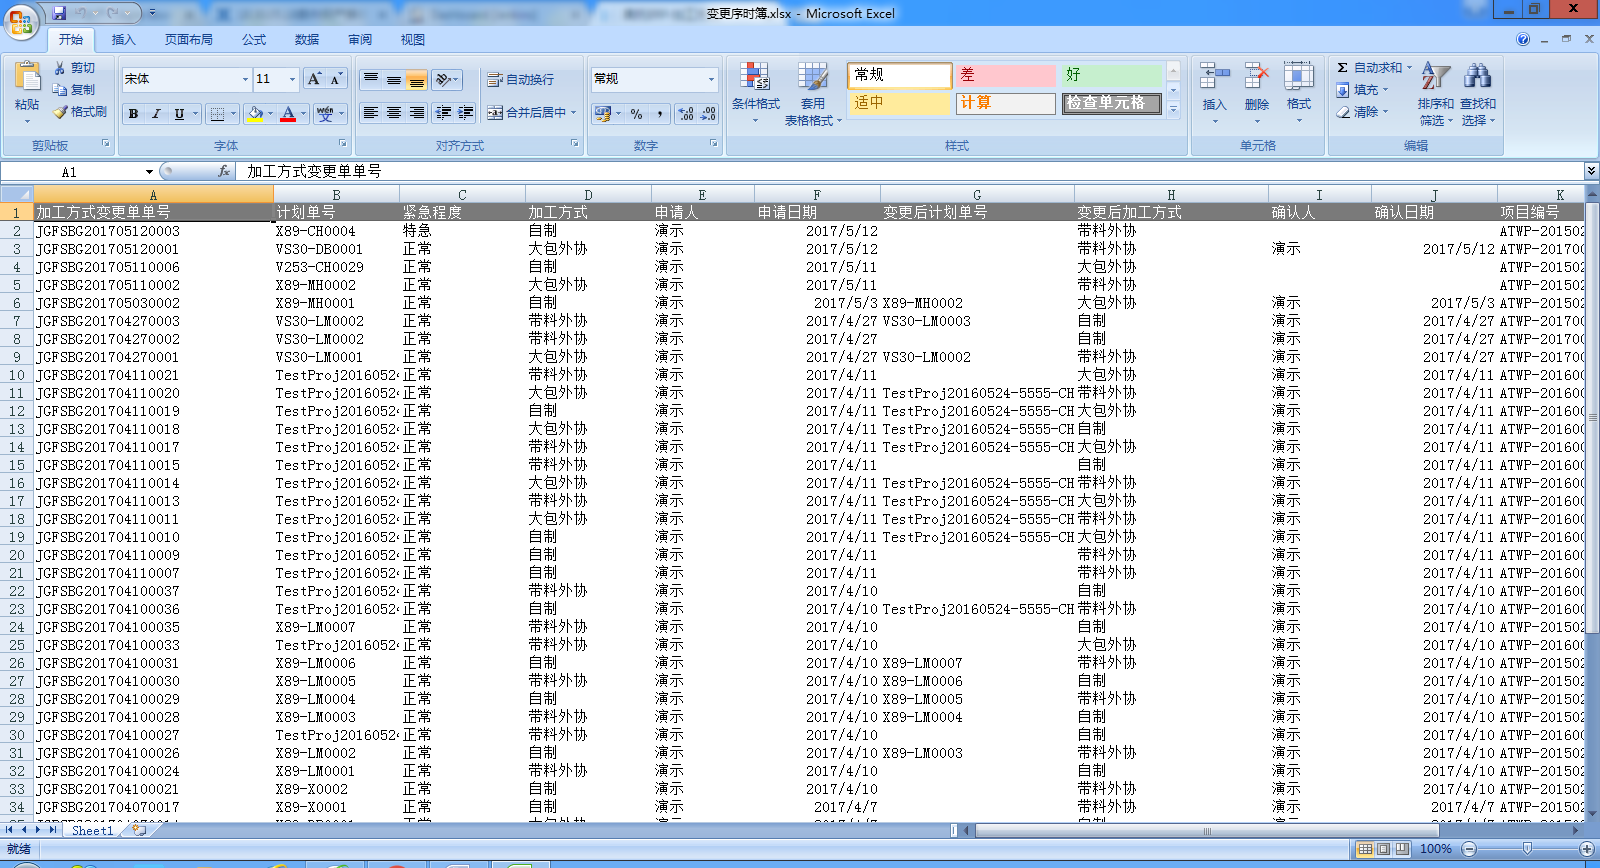 变更序时簿.xlsx - Microsoft Excel
开始 插入 页面布局 公式 数据 审阅 视图
粘贴 剪切 复制 格式刷 剪贴板
宋体 11 B I U 字体
自动换行 合并后居中 对齐方式
常规 % , 数字
条件格式 套用表格格式 常规 差 好 适中 计算 检查单元格 样式
插入 删除 格式 单元格
Σ 自动求和 填充 清除 排序和筛选 查找和选择 编辑
A1 fx 加工方式变更单单号
A B C D E F G H I J K
1 加工方式变更单单号 计划单号 紧急程度 加工方式 申请人 申请日期 变更后计划单号 变更后加工方式 确认人 确认日期 项目编号
2 JGFSBG201705120003 X89-CH0004 特急 自制 演示 2017/5/12 带料外协 ATWP-201502
3 JGFSBG201705120001 VS30-DB0001 正常 大包外协 演示 2017/5/12 带料外协 演示 2017/5/12 ATWP-201700
4 JGFSBG201705110006 V253-CH0029 正常 自制 演示 2017/5/11 大包外协 ATWP-201502
5 JGFSBG201705110002 X89-MH0002 正常 大包外协 演示 2017/5/11 带料外协 ATWP-201502
6 JGFSBG201705030002 X89-MH0001 正常 自制 演示 2017/5/3 X89-MH0002 大包外协 演示 2017/5/3 ATWP-201502
7 JGFSBG201704270003 VS30-LM0002 正常 带料外协 演示 2017/4/27 VS30-LM0003 自制 演示 2017/4/27 ATWP-201700
8 JGFSBG201704270002 VS30-LM0002 正常 带料外协 演示 2017/4/27 自制 演示 2017/4/27 ATWP-201700
9 JGFSBG201704270001 VS30-LM0001 正常 大包外协 演示 2017/4/27 VS30-LM0002 带料外协 演示 2017/4/27 ATWP-201700
10 JGFSBG201704110021 TestProj2016052 正常 带料外协 演示 2017/4/11 大包外协 演示 2017/4/11 ATWP-201600
11 JGFSBG201704110020 TestProj2016052 正常 大包外协 演示 2017/4/11 TestProj20160524-5555-CH 带料外协 演示 2017/4/11 ATWP-201600
12 JGFSBG201704110019 TestProj2016052 正常 自制 演示 2017/4/11 TestProj20160524-5555-CH 大包外协 演示 2017/4/11 ATWP-201600
13 JGFSBG201704110018 TestProj2016052 正常 大包外协 演示 2017/4/11 TestProj20160524-5555-CH 自制 演示 2017/4/11 ATWP-201600
14 JGFSBG201704110017 TestProj2016052 正常 带料外协 演示 2017/4/11 TestProj20160524-5555-CH 大包外协 演示 2017/4/11 ATWP-201600
15 JGFSBG201704110015 TestProj2016052 正常 带料外协 演示 2017/4/11 自制 演示 2017/4/11 ATWP-201600
16 JGFSBG201704110014 TestProj2016052 正常 大包外协 演示 2017/4/11 TestProj20160524-5555-CH 带料外协 演示 2017/4/11 ATWP-201600
17 JGFSBG201704110013 TestProj2016052 正常 带料外协 演示 2017/4/11 TestProj20160524-5555-CH 大包外协 演示 2017/4/11 ATWP-201600
18 JGFSBG201704110011 TestProj2016052 正常 大包外协 演示 2017/4/11 TestProj20160524-5555-CH 带料外协 演示 2017/4/11 ATWP-201600
19 JGFSBG201704110010 TestProj2016052 正常 自制 演示 2017/4/11 TestProj20160524-5555-CH 大包外协 演示 2017/4/11 ATWP-201600
20 JGFSBG201704110009 TestProj2016052 正常 自制 演示 2017/4/11 带料外协 演示 2017/4/11 ATWP-201600
21 JGFSBG201704110007 TestProj2016052 正常 自制 演示 2017/4/11 带料外协 演示 2017/4/11 ATWP-201600
22 JGFSBG201704100037 TestProj2016052 正常 带料外协 演示 2017/4/10 自制 演示 2017/4/10 ATWP-201600
23 JGFSBG201704100036 TestProj2016052 正常 自制 演示 2017/4/10 TestProj20160524-5555-CH 带料外协 演示 2017/4/10 ATWP-201600
24 JGFSBG201704100035 X89-LM0007 正常 带料外协 演示 2017/4/10 自制 演示 2017/4/10 ATWP-201502
25 JGFSBG201704100033 TestProj2016052 正常 带料外协 演示 2017/4/10 大包外协 演示 2017/4/10 ATWP-201600
26 JGFSBG201704100031 X89-LM0006 正常 自制 演示 2017/4/10 X89-LM0007 带料外协 演示 2017/4/10 ATWP-201502
27 JGFSBG201704100030 X89-LM0005 正常 带料外协 演示 2017/4/10 X89-LM0006 自制 演示 2017/4/10 ATWP-201502
28 JGFSBG201704100029 X89-LM0004 正常 自制 演示 2017/4/10 X89-LM0005 带料外协 演示 2017/4/10 ATWP-201502
29 JGFSBG201704100028 X89-LM0003 正常 带料外协 演示 2017/4/10 X89-LM0004 自制 演示 2017/4/10 ATWP-201502
30 JGFSBG201704100027 TestProj2016052 正常 带料外协 演示 2017/4/10 自制 演示 2017/4/10 ATWP-201600
31 JGFSBG201704100026 X89-LM0002 正常 自制 演示 2017/4/10 X89-LM0003 带料外协 演示 2017/4/10 ATWP-201502
32 JGFSBG201704100024 X89-LM0001 正常 带料外协 演示 2017/4/10 自制 演示 2017/4/10 ATWP-201502
33 JGFSBG201704100021 X89-X0002 正常 自制 演示 2017/4/10 带料外协 演示 2017/4/10 ATWP-201502
34 JGFSBG201704070017 X89-X0001 正常 自制 演示 2017/4/7 带料外协 演示 2017/4/7 ATWP-201502
Sheet1
就绪 100%